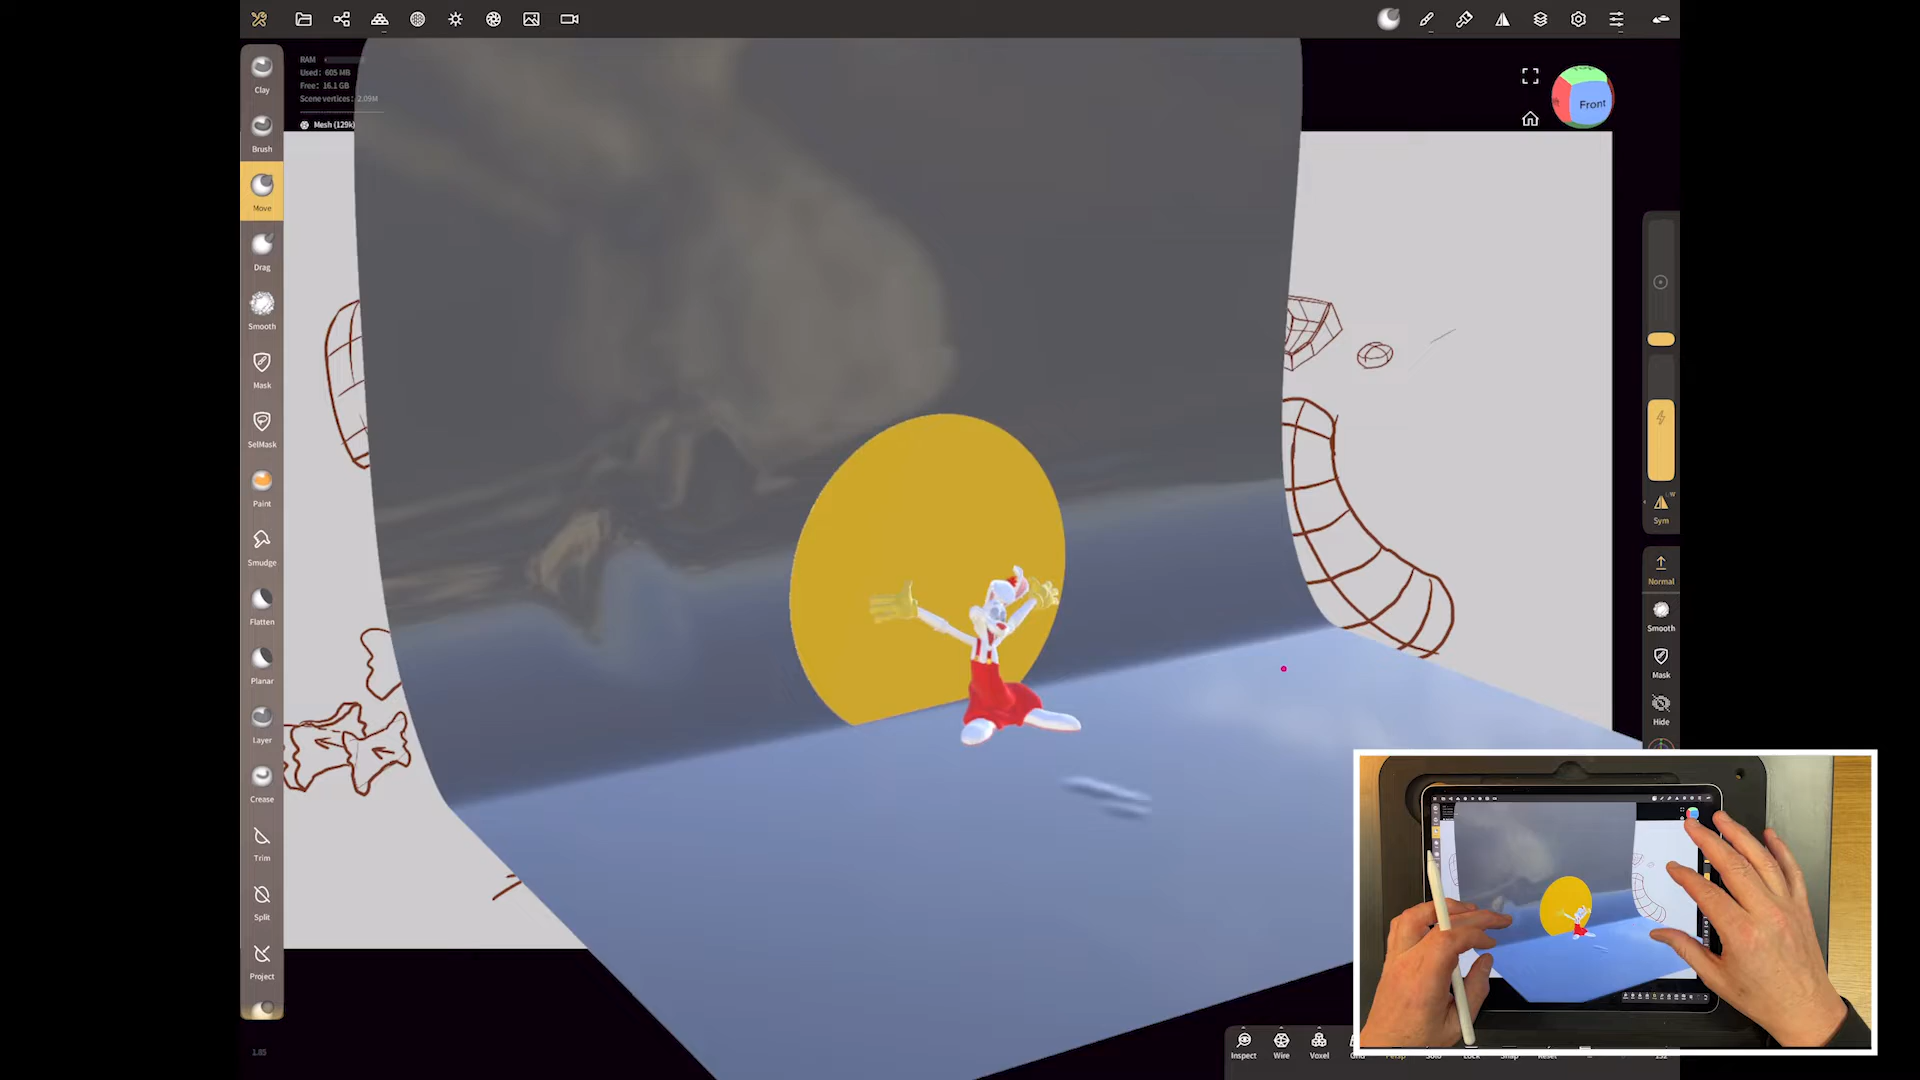 RAM
Used: 605 MB
Free: 16.1 GB
Scene vertices: 2.09M
Mesh (129k)
Front
Clay
Brush
Move
Drag
Smooth
Mask
SelMask
Paint
Smudge
Flatten
Planar
Layer
Crease
Trim
Split
Project
1.85
Sym
Normal
Smooth
Mask
Hide
Inspect
Wire
Voxel